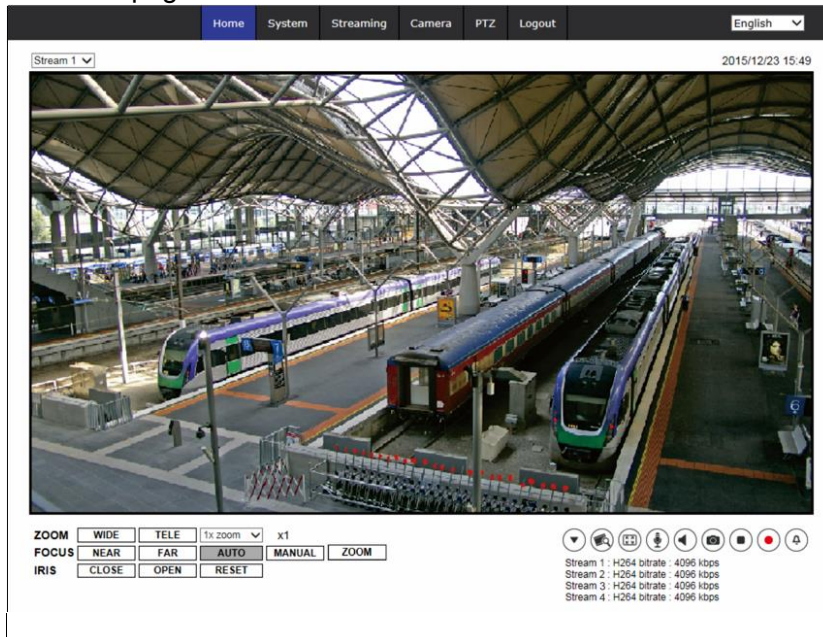 Home System Streaming Camera PTZ Logout English
Stream 1 2015/12/23 15:49
6
ZOOM WIDE TELE 1x zoom x1
FOCUS NEAR FAR AUTO MANUAL ZOOM
IRIS CLOSE OPEN RESET
Stream 1 : H264 bitrate : 4096 kbps
Stream 2 : H264 bitrate : 4096 kbps
Stream 3 : H264 bitrate : 4096 kbps
Stream 4 : H264 bitrate : 4096 kbps